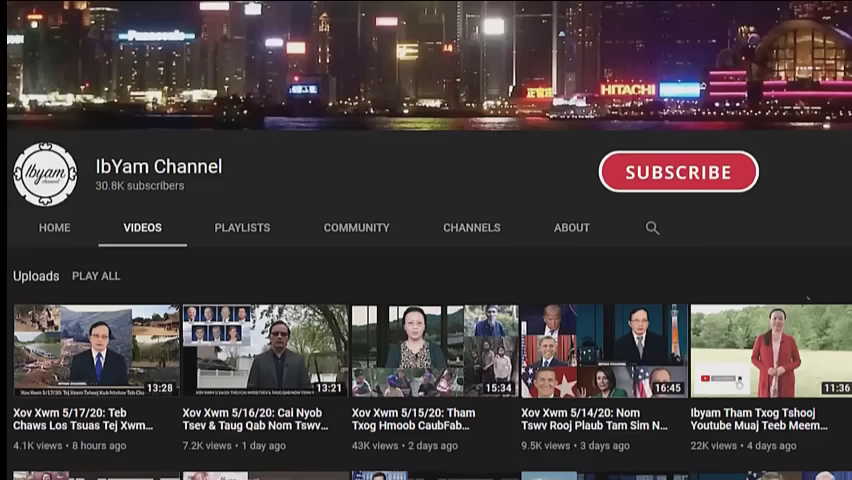 Panasonic
HITACHI
Ibyam
channel
IbYam Channel
30.8K subscribers
SUBSCRIBE
HOME
VIDEOS
PLAYLISTS
COMMUNITY
CHANNELS
ABOUT
Uploads
PLAY ALL
13:28
13:21
15:34
16:45
11:36
Xov Xwm 5/17/20: Teb
Chaws Los Tsuas Tej Xwm...
4.1K views • 8 hours ago
Xov Xwm 5/16/20: Cai Nyob
Tsev & Taug Qab Nom Tswv...
7.2K views • 1 day ago
Xov Xwm 5/15/20: Tham
Txog Hmoob CaubFab...
43K views • 2 days ago
Xov Xwm 5/14/20: Nom
Tswv Rooj Plaub Tam Sim N...
9.5K views • 3 days ago
Ibyam Tham Txog Tshooj
Youtube Muaj Teeb Meem...
22K views • 4 days ago